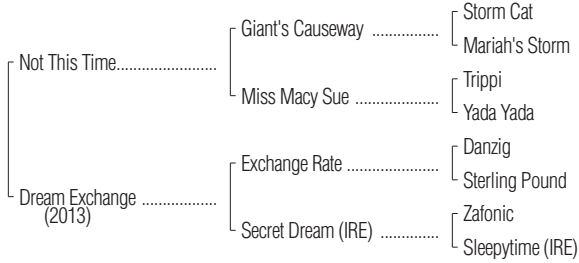 Storm Cat
Giant's Causeway ..................
Mariah's Storm
Not This Time........................
Trippi
Miss Macy Sue ......................
Yada Yada
Danzig
Exchange Rate ........................
Sterling Pound
Dream Exchange ..................
(2013)
Zafonic
Secret Dream (IRE) ...............
Sleepytime (IRE)